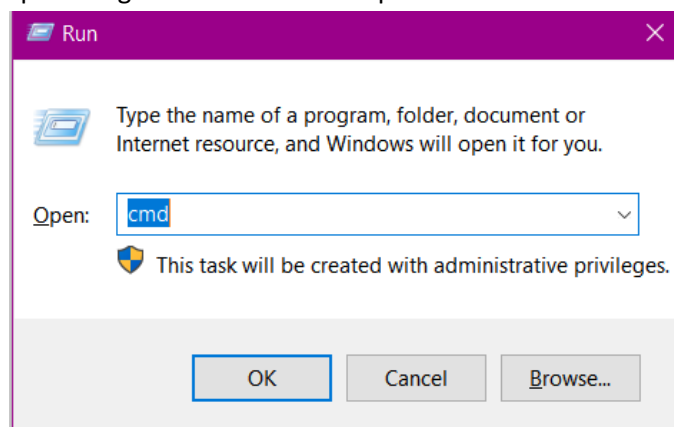 Run
Type the name of a program, folder, document or
Internet resource, and Windows will open it for you.
Open: cmd
This task will be created with administrative privileges.
OK Cancel Browse...